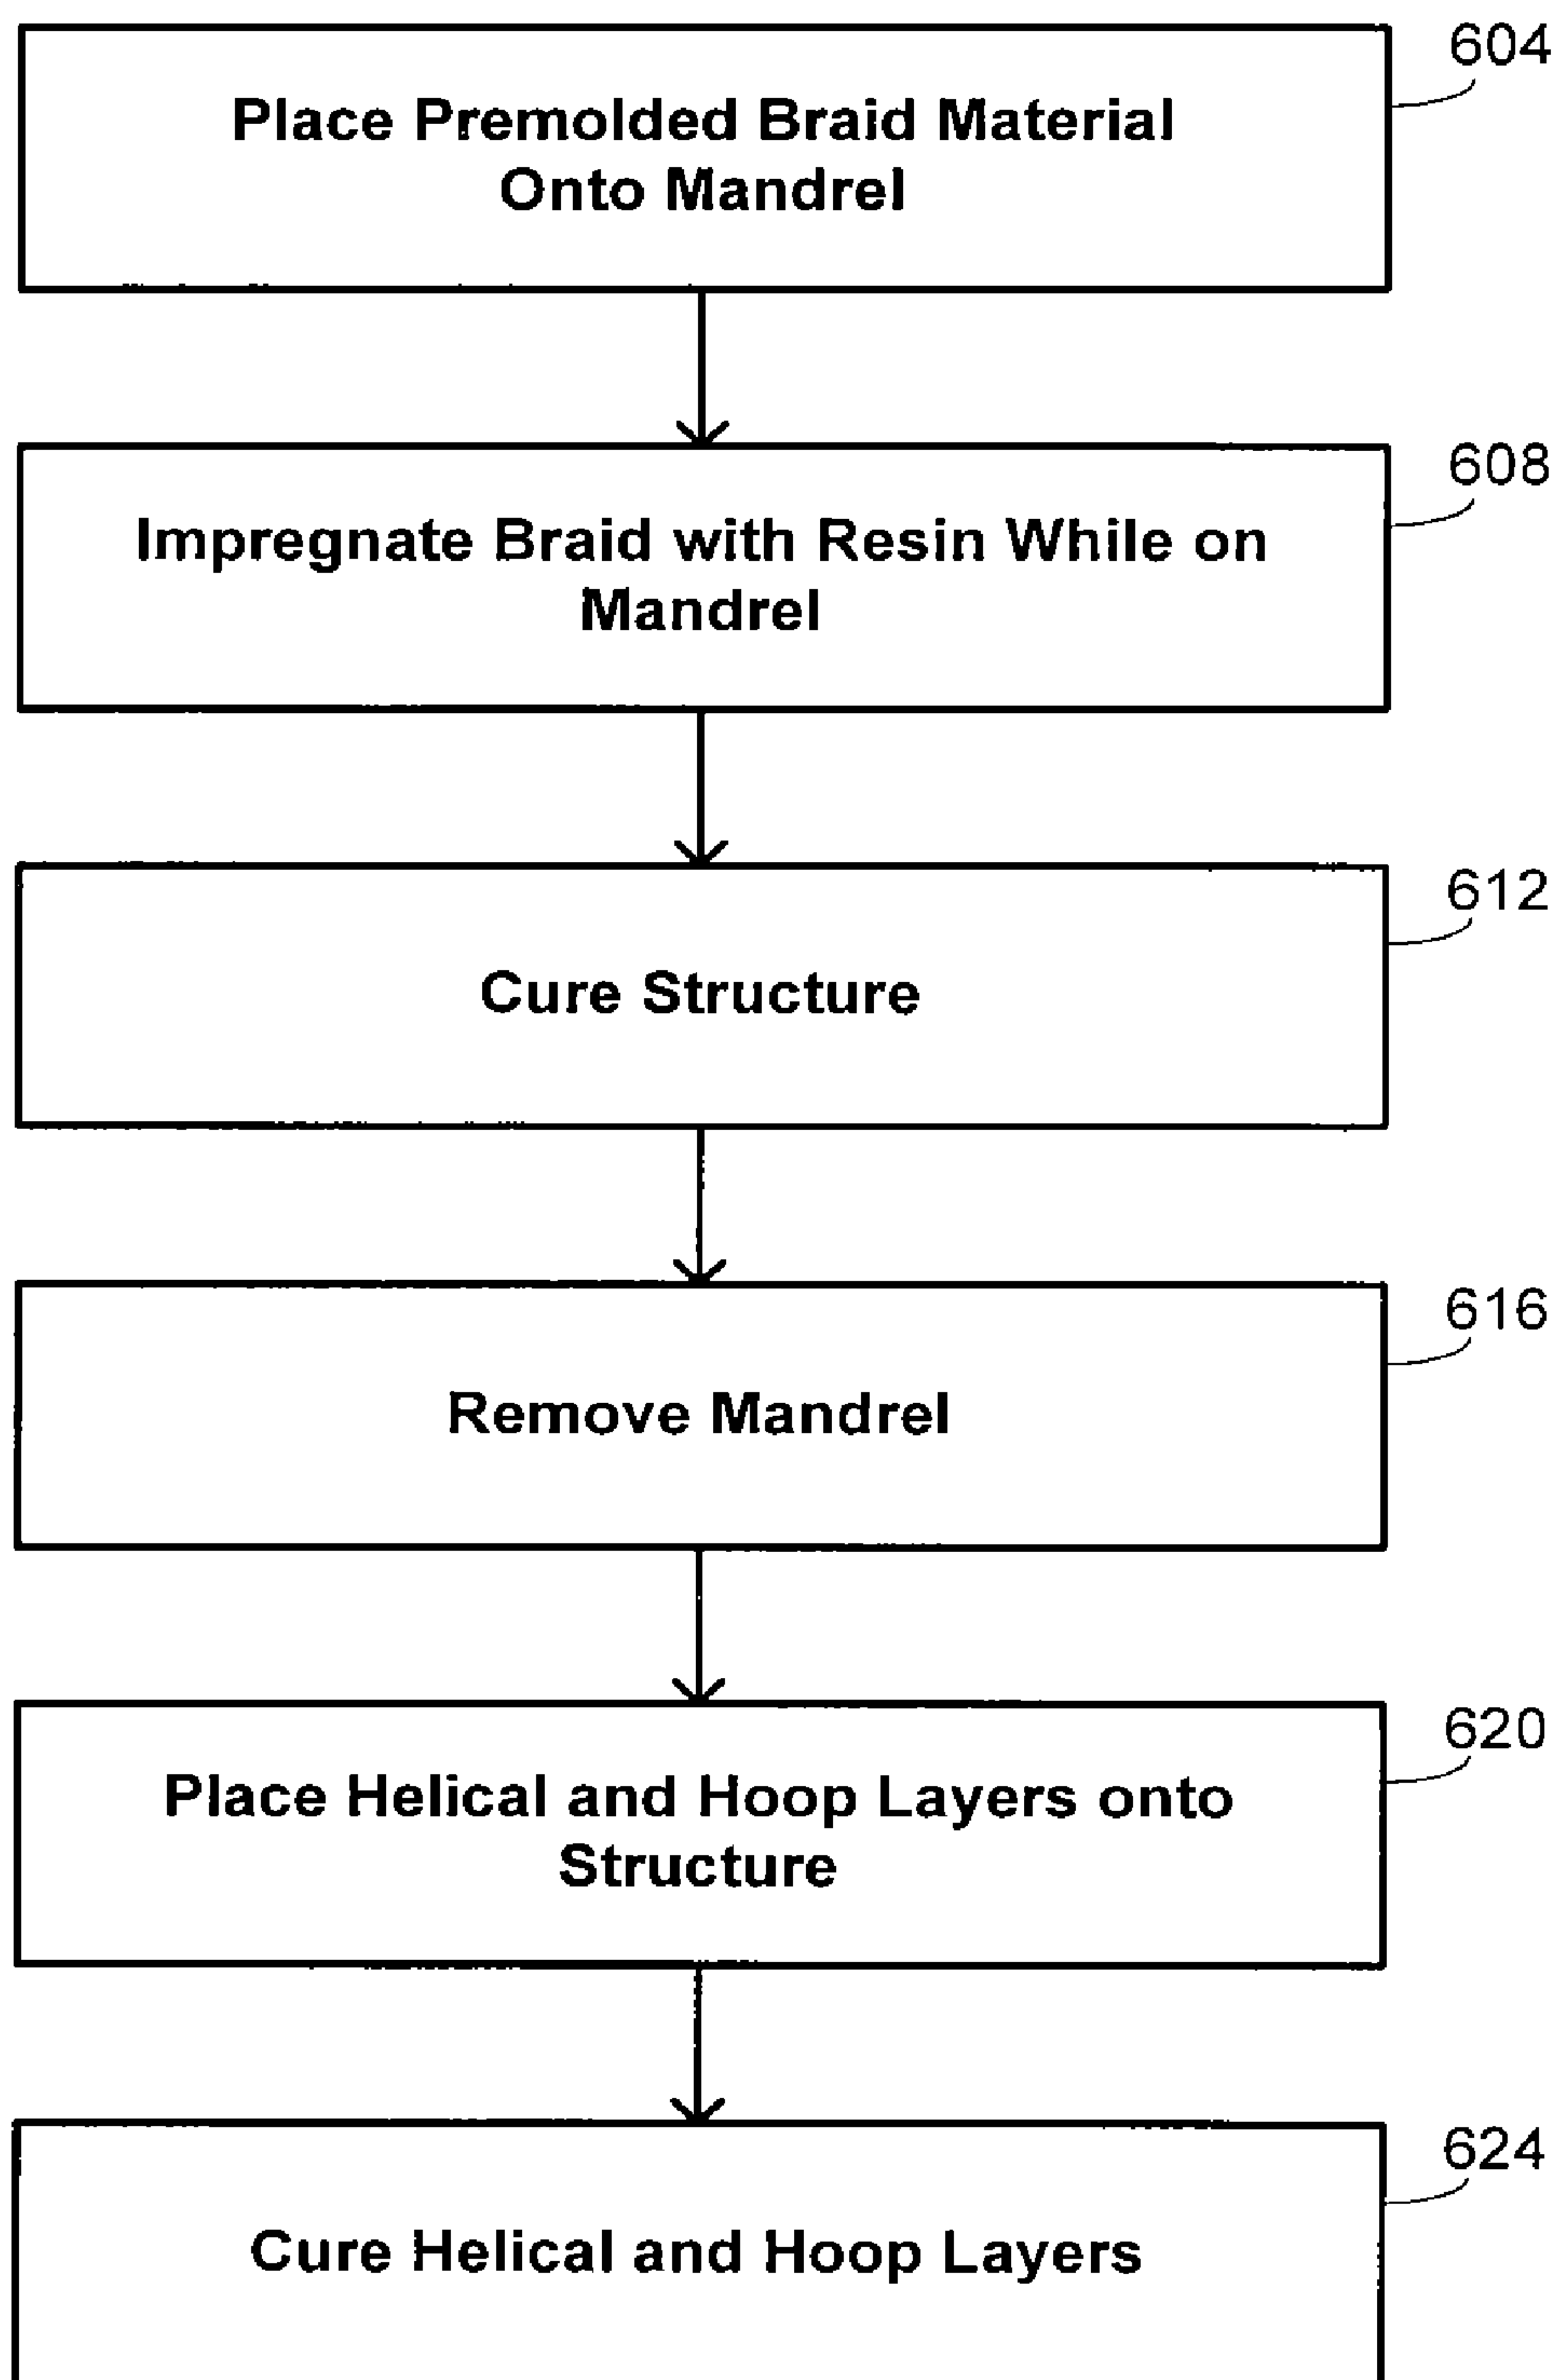 604
Place Premolded Braid Material
Onto Mandrel
608
Impregnate Braid with Resin While on
Mandrel
612
Cure Structure
616
Remove Mandrel
620
Place Helical and Hoop Layers onto
Structure
624
Cure Helical and Hoop Layers